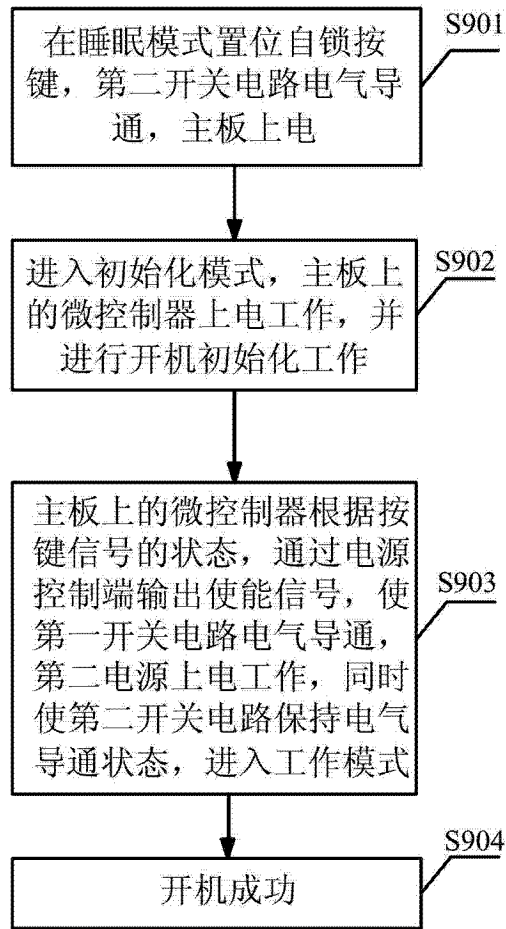 在睡眠模式置位自锁按
键，第二开关电路电气导
通，主板上电
S901
进入初始化模式，主板上
的微控制器上电工作，并
进行开机初始化工作
S902
主板上的微控制器根据按
键信号的状态，通过电源
控制端输出使能信号，使
第一开关电路电气导通，
第二电源上电工作，同时
使第二开关电路保持电气
导通状态，进入工作模式
S903
开机成功
S904